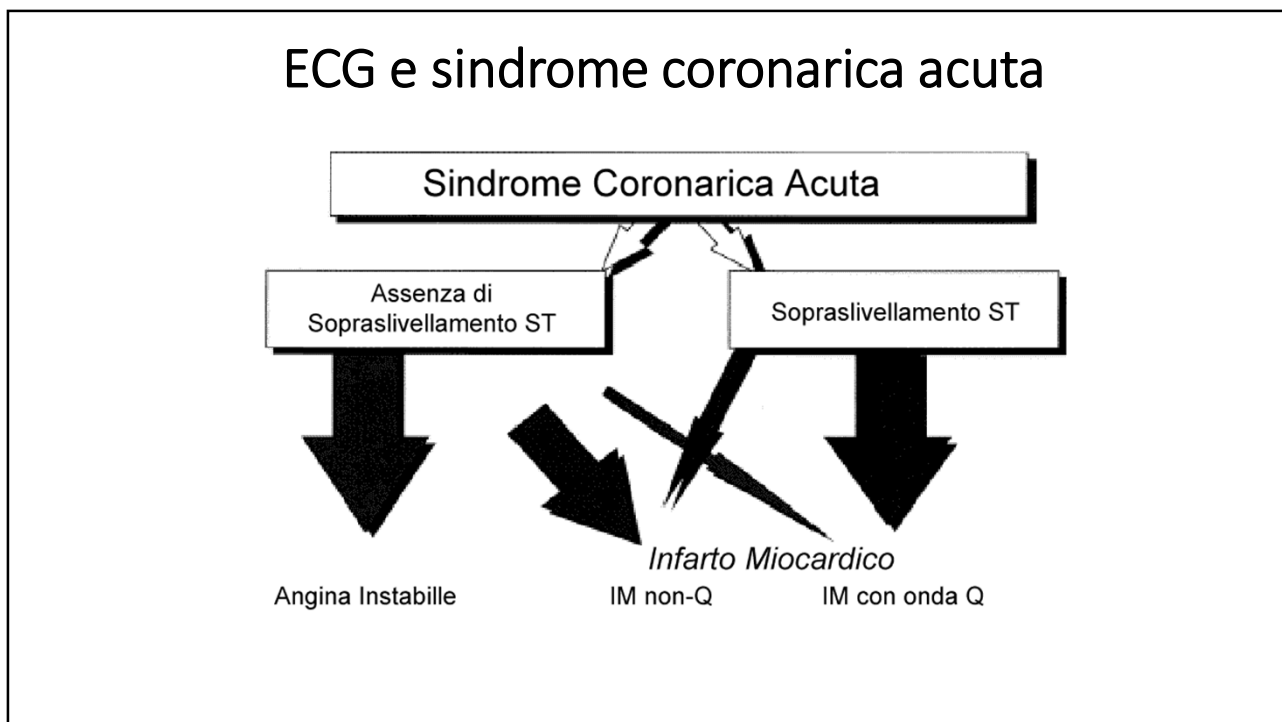 ECG e sindrome coronarica acuta
Sindrome Coronarica Acuta
Assenza di
Sopraslivellamento ST
Sopraslivellamento ST
Infarto Miocardico
Angina Instabille
IM non-Q
IM con onda Q